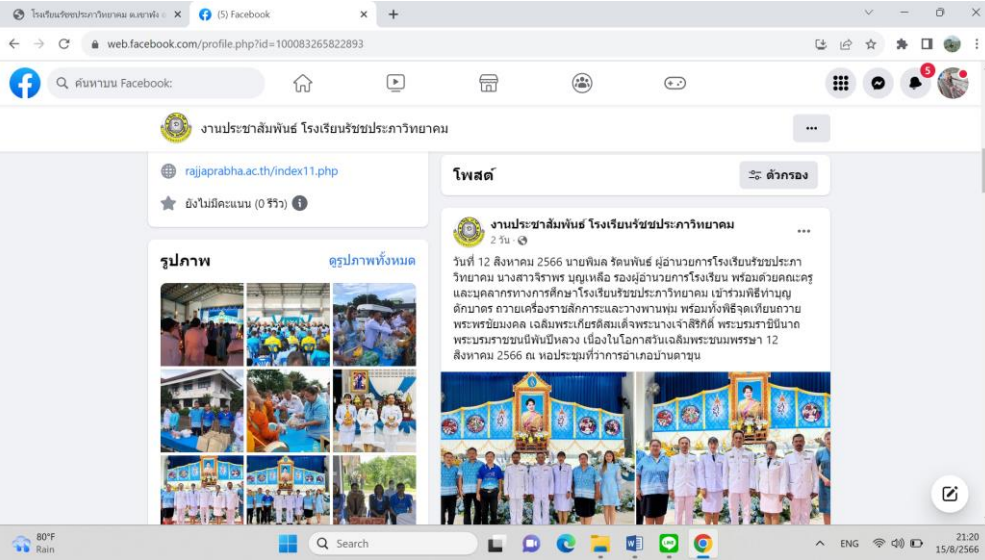 โรงเรียนรัชชประภาวิทยาคม ต.เขาพัง อ
(5) Facebook
web.facebook.com/profile.php?id=100083265822893
ค้นหาบน Facebook:
5
งานประชาสัมพันธ์ โรงเรียนรัชชประภาวิทยาคม
rajjaprabha.ac.th/index11.php
ยังไม่มีคะแนน (0 รีวิว)
รูปภาพ
ดูรูปภาพทั้งหมด
โพสต์
ตัวกรอง
งานประชาสัมพันธ์ โรงเรียนรัชชประภาวิทยาคม
2 วัน ·
วันที่ 12 สิงหาคม 2566 นายพิมล รัตนพันธ์ ผู้อำนวยการโรงเรียนรัชชประภา
วิทยาคม นางสาวจิราพร บุญเหลือ รองผู้อำนวยการโรงเรียน พร้อมด้วยคณะครู
และบุคลากรทางการศึกษาโรงเรียนรัชชประภาวิทยาคม เข้าร่วมพิธีทำบุญ
ตักบาตร ถวายเครื่องราชสักการะและวางพานพุ่ม พร้อมทั้งพิธีจุดเทียนถวาย
พระพรชัยมงคล เฉลิมพระเกียรติสมเด็จพระนางเจ้าสิริกิติ์ พระบรมราชินีนาถ
พระบรมราชชนนีพันปีหลวง เนื่องในโอกาสวันเฉลิมพระชนมพรรษา 12
สิงหาคม 2566 ณ หอประชุมที่ว่าการอำเภอบ้านตาขุน
80°F
Rain
Search
ENG
21:20
15/8/2566